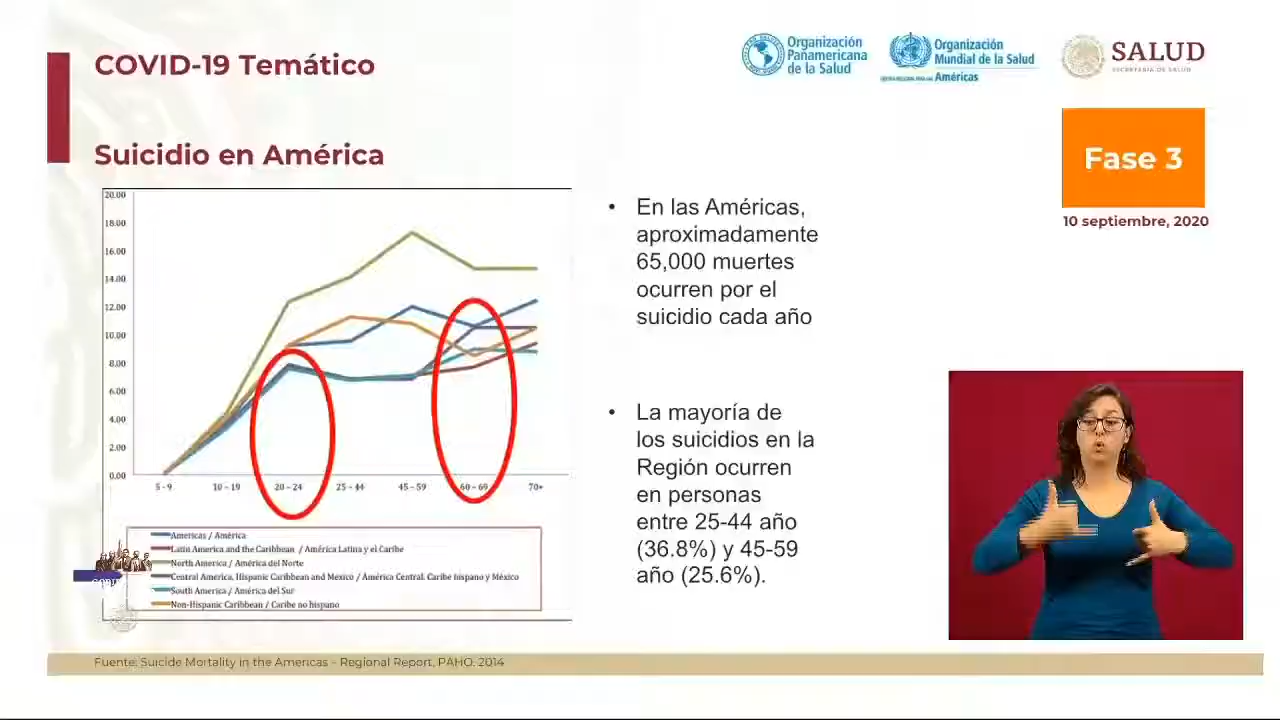 COVID-19 Temático
Organización
Panamericana
de la Salud
Organización
Mundial de la Salud
Américas
SALUD
SECRETARÍA DE SALUD
Suicidio en América
Fase 3
10 septiembre, 2020
20.00
18.00
16.00
14.00
12.00
10.00
8.00
6.00
4.00
2.00
0.00
5 - 9
10 – 19
20 – 24
25 – 44
45 – 59
60 – 69
70+
Americas / América
Latin America and the Caribbean / América Latina y el Caribe
North America / América del Norte
Central America, Hispanic Caribbean and Mexico / América Central, Caribe hispano y México
South America / América del Sur
Non-Hispanic Caribbean / Caribe no hispano
• En las Américas,
aproximadamente
65,000 muertes
ocurren por el
suicidio cada año
• La mayoría de
los suicidios en la
Región ocurren
en personas
entre 25-44 año
(36.8%) y 45-59
año (25.6%).
Fuente: Suicide Mortality in the Americas – Regional Report, PAHO. 2014